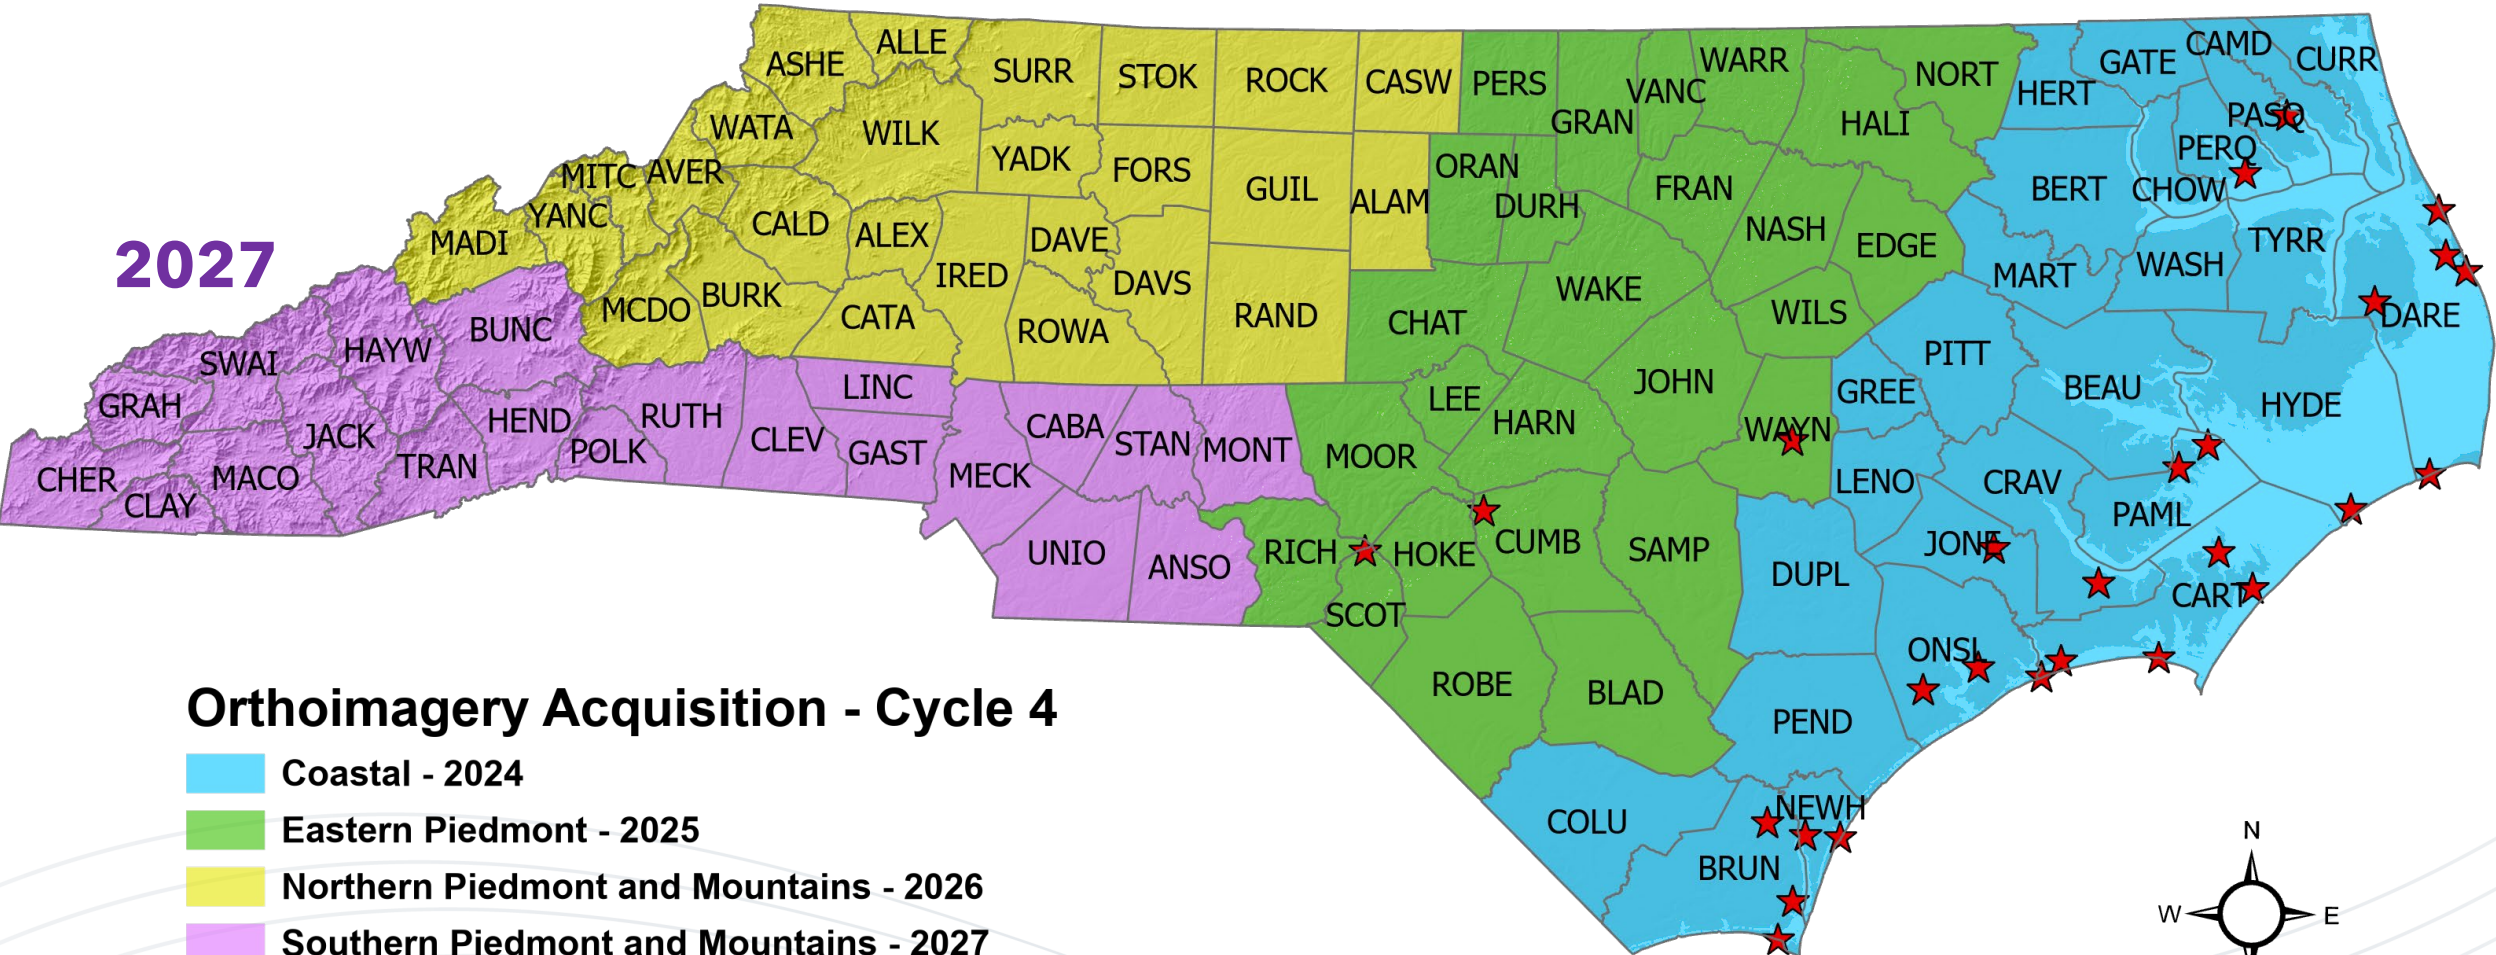 ASHE
ALLE
SURR
STOK
ROCK
CASW
PERS
GRAN
VANC
WARR
HALI
NORT
HERT
GATE
CAMD
CURR
PASQ
PERQ
CHOW
BERT
WATA
WILK
YADK
FORS
GUIL
ALAM
ORAN
DURH
FRAN
NASH
EDGE
MART
WASH
TYRR
DARE
MITC
AVER
YANC
MADI
CALD
ALEX
IRED
DAVE
DAVS
RAND
CHAT
WAKE
WILS
PITT
BEAU
HYDE
2027
MCDO
BURK
CATA
ROWA
BUNC
HAYW
SWAI
GRAH
JACK
HEND
RUTH
LINC
CLEV
GAST
CABA
STAN
MONT
MOOR
LEE
HARN
JOHN
WAYN
GREE
LENO
CRAV
PAML
CHER
CLAY
MACO
TRAN
POLK
MECK
UNIO
ANSO
RICH
HOKE
CUMB
SAMP
DUPL
JONE
CART
SCOT
ROBE
BLAD
PEND
ONSL
COLU
NEWH
BRUN
Orthoimagery Acquisition - Cycle 4
Coastal - 2024
Eastern Piedmont - 2025
Northern Piedmont and Mountains - 2026
Southern Piedmont and Mountains - 2027
N
W
E